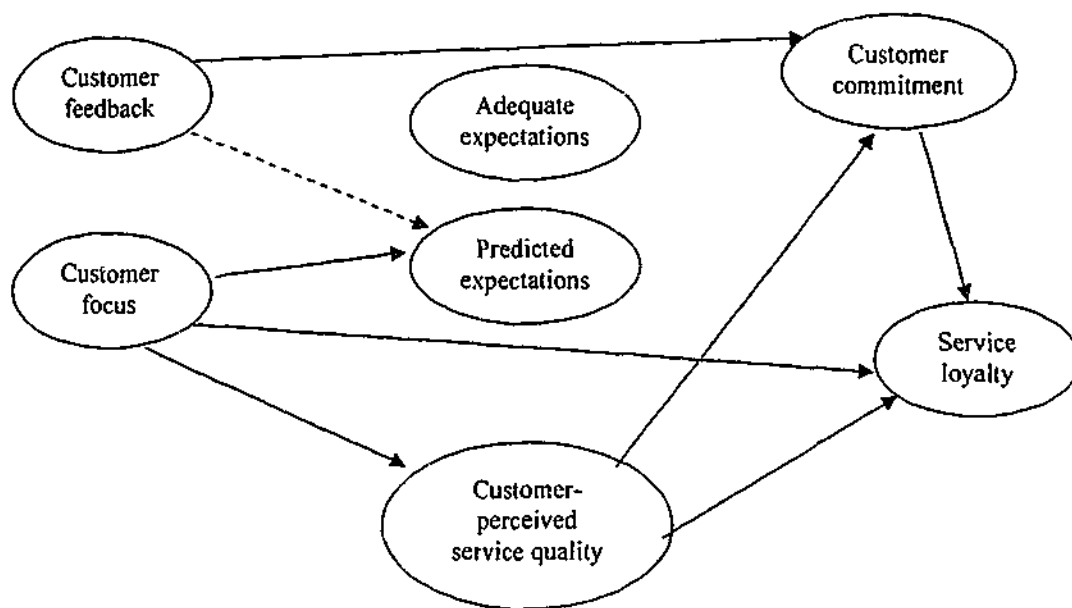 Customer
feedback
Adequate
expectations
Customer
commitment
Customer
focus
Predicted
expectations
Service
loyalty
Customer-
perceived
service quality